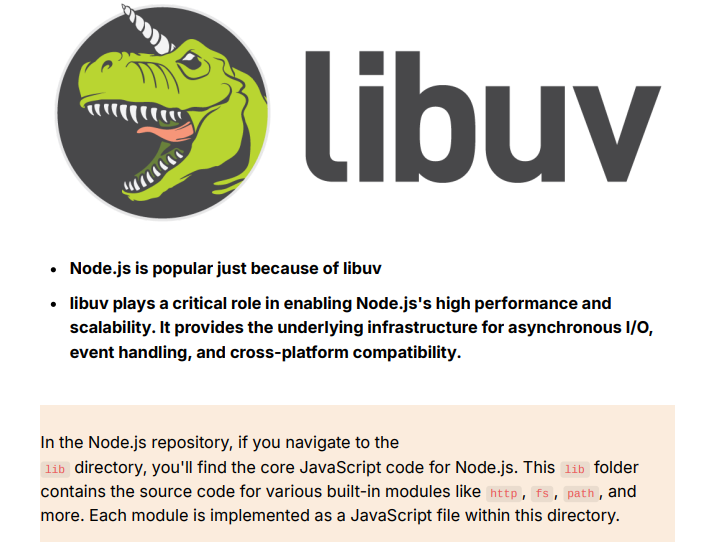 libuv
• Node.js is popular just because of libuv
• libuv plays a critical role in enabling Node.js's high performance and
scalability. It provides the underlying infrastructure for asynchronous I/O,
event handling, and cross-platform compatibility.
In the Node.js repository, if you navigate to the
lib directory, you'll find the core JavaScript code for Node.js. This lib folder
contains the source code for various built-in modules like http, fs, path, and
more. Each module is implemented as a JavaScript file within this directory.